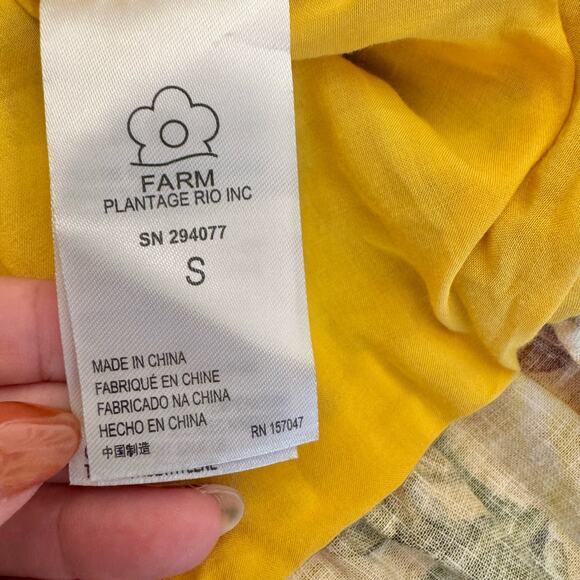 FARM
PLANTAGE RIO INC
SN 294077
S
MADE IN CHINA
FABRIQUÉ EN CHINE
FABRICADO NA CHINA
HECHO EN CHINA
中国制造
RN 157047